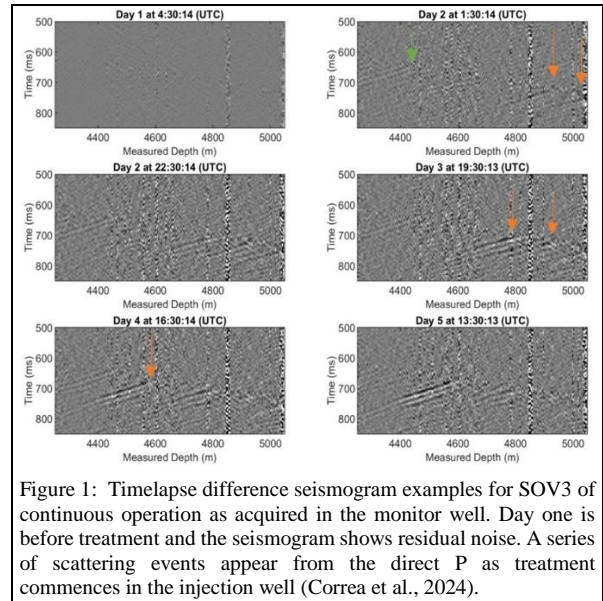 Day 1 at 4:30:14 (UTC)
500
600
700
800
Time (ms)
4400 4600 4800 5000
Measured Depth (m)
Day 2 at 1:30:14 (UTC)
500
600
700
800
Time (ms)
4400 4600 4800 5000
Measured Depth (m)
Day 2 at 22:30:14 (UTC)
500
600
700
800
Time (ms)
4400 4600 4800 5000
Measured Depth (m)
Day 3 at 19:30:13 (UTC)
500
600
700
800
Time (ms)
4400 4600 4800 5000
Measured Depth (m)
Day 4 at 16:30:14 (UTC)
500
600
700
800
Time (ms)
4400 4600 4800 5000
Measured Depth (m)
Day 5 at 13:30:13 (UTC)
500
600
700
800
Time (ms)
4400 4600 4800 5000
Measured Depth (m)
Figure 1: Timelapse difference seismogram examples for SOV3 of
continuous operation as acquired in the monitor well. Day one is
before treatment and the seismogram shows residual noise. A series
of scattering events appear from the direct P as treatment
commences in the injection well (Correa et al., 2024).